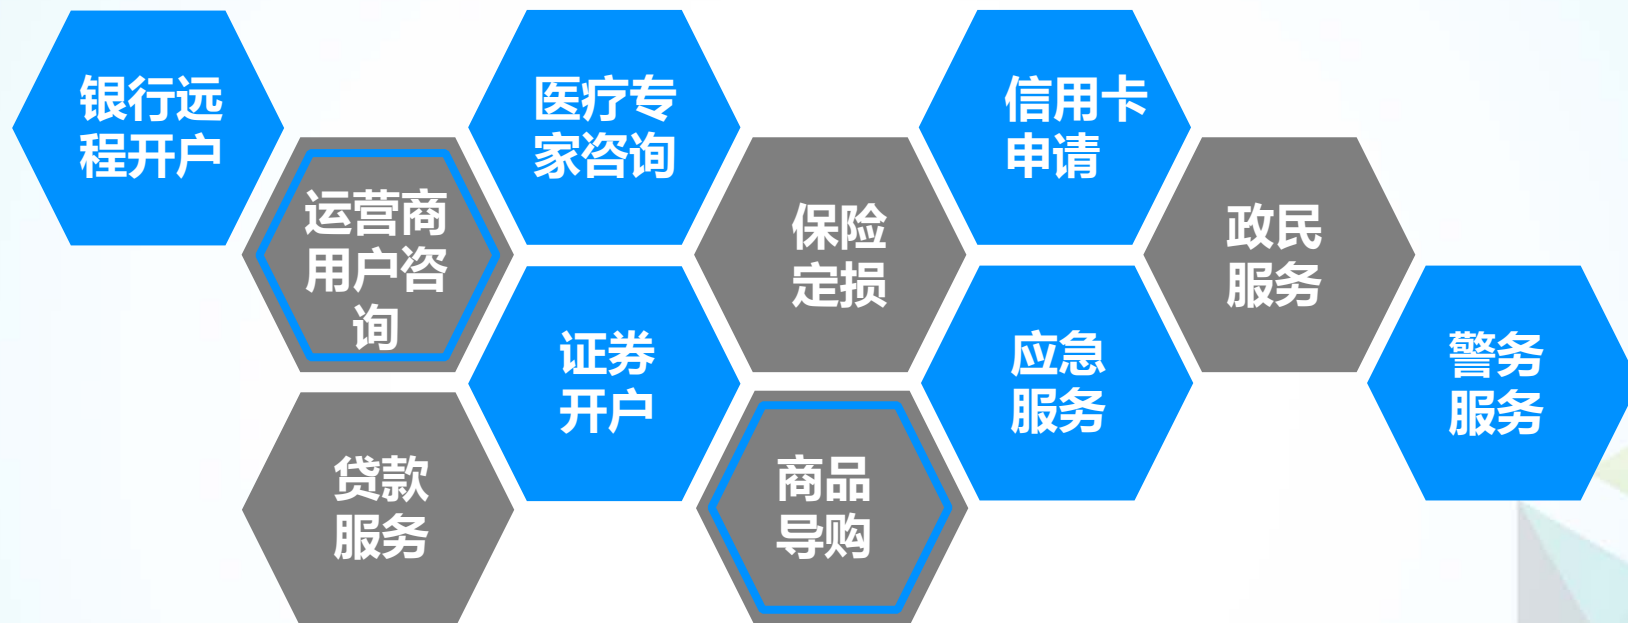 银行远
程开户
医疗专
家咨询
信用卡
申请
运营商
用户咨
询
保险
定损
政民
服务
证券
开户
应急
服务
警务
服务
贷款
服务
商品
导购